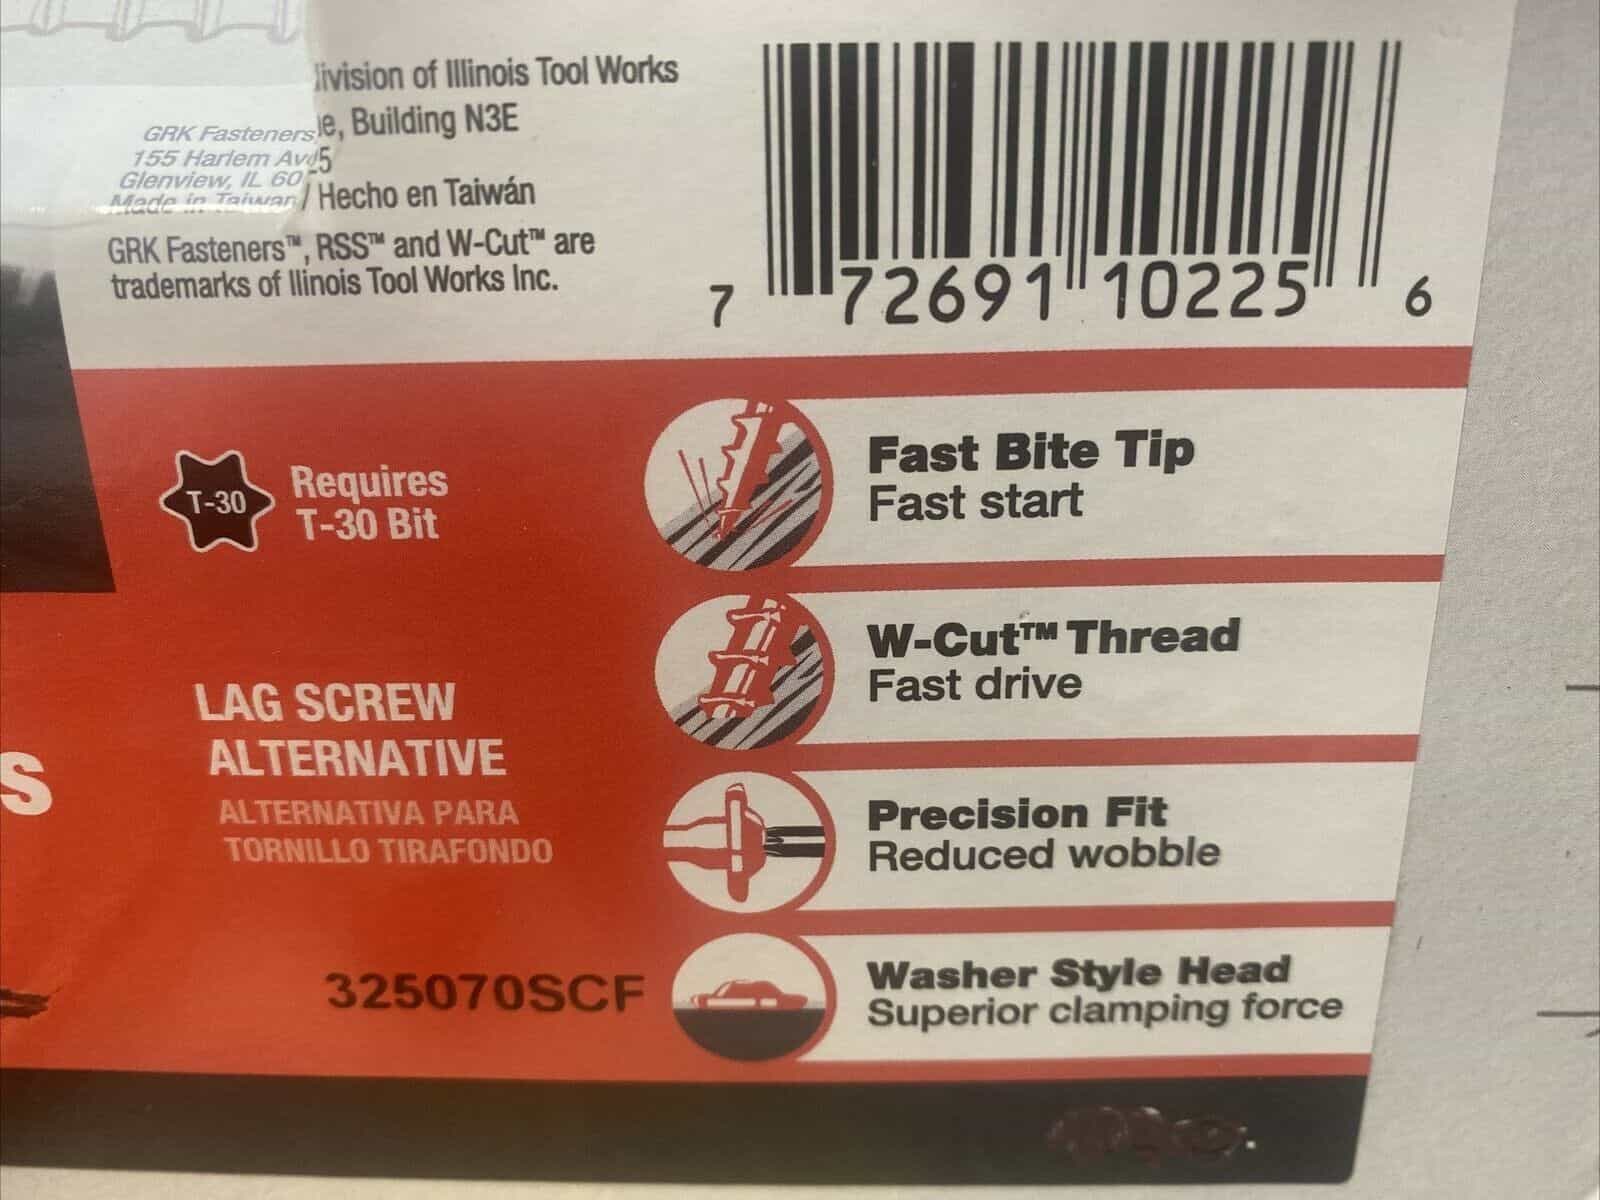 division of Illinois Tool Works
Building N3E
GRK Fasteners
155 Harlem Ave
Glenview, IL 60
Made in Taiwan / Hecho en Taiwán
GRK Fasteners™, RSS™ and W-Cut™ are
trademarks of Ilinois Tool Works Inc.
7 72691 10225 6
T-30
Requires
T-30 Bit
LAG SCREW
ALTERNATIVE
ALTERNATIVA PARA
TORNILLO TIRAFONDO
S
325070SCF
Fast Bite Tip
Fast start
W-Cut™ Thread
Fast drive
Precision Fit
Reduced wobble
Washer Style Head
Superior clamping force